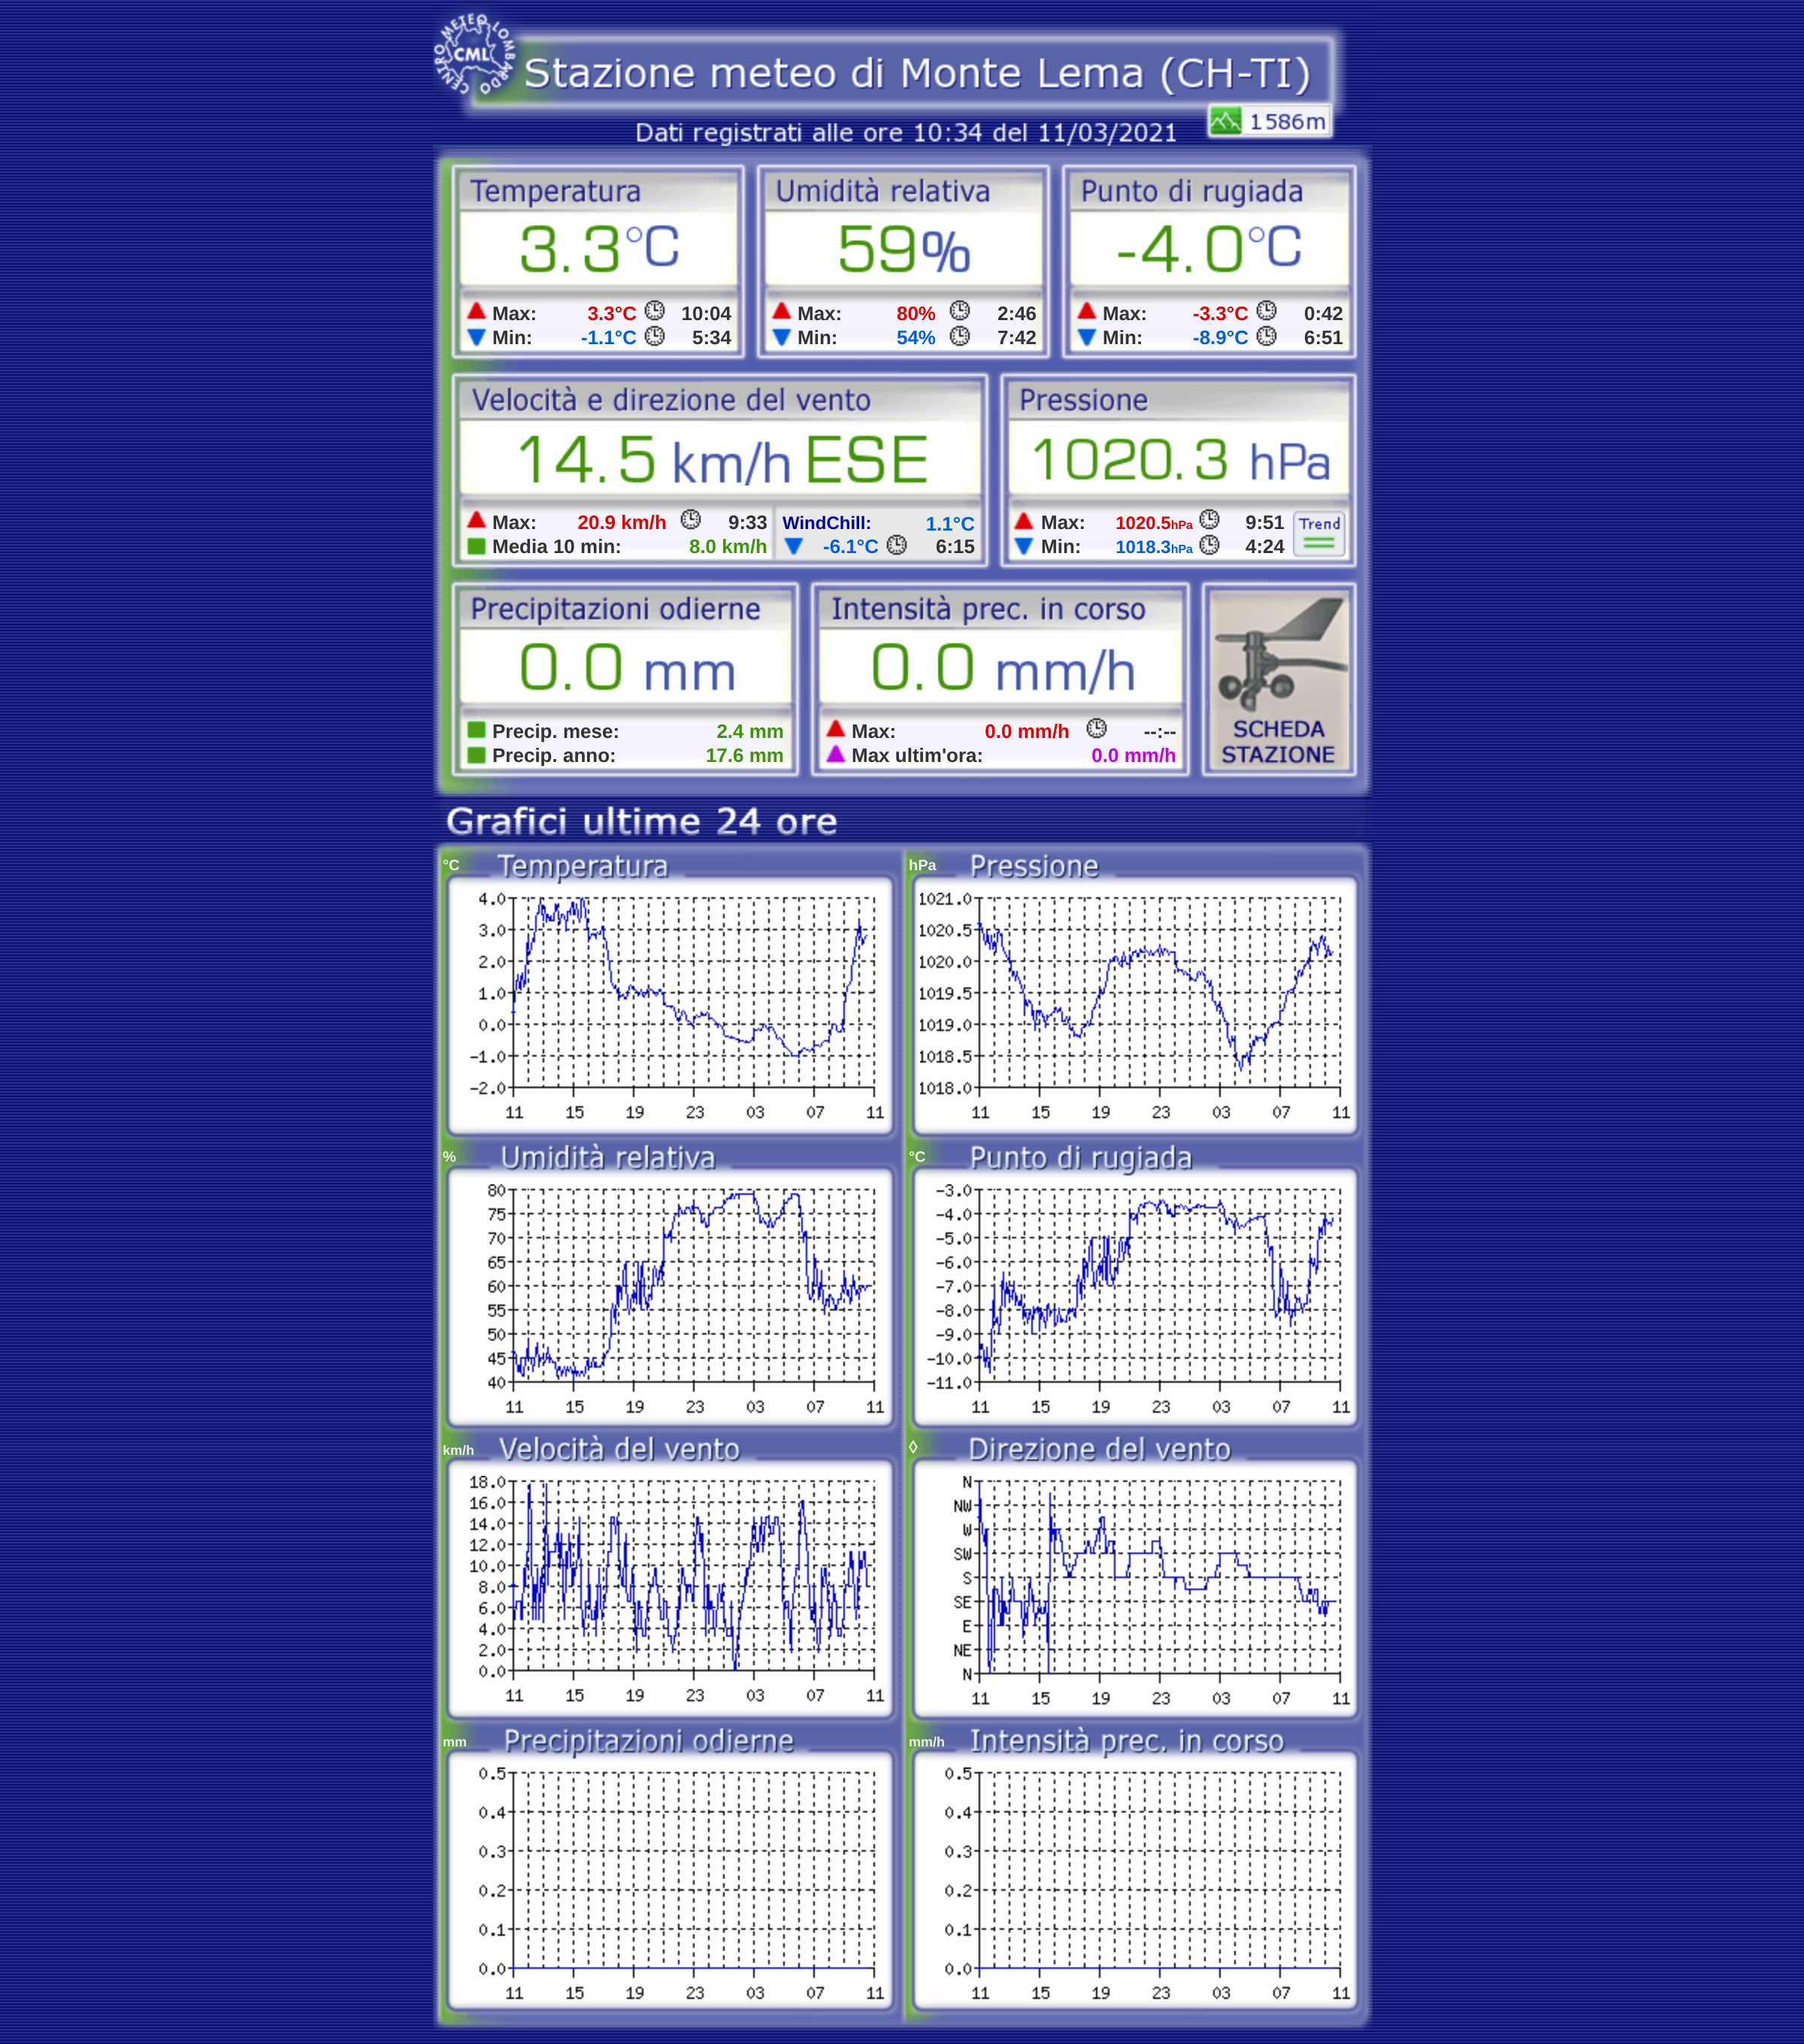 CENTRO METEO LOMBARDO
CML
Stazione meteo di Monte Lema (CH-TI)
1586m
Dati registrati alle ore 10:34 del 11/03/2021
Temperatura
3.3°C
Max: 3.3°C 10:04
Min: -1.1°C 5:34
Umidità relativa
59%
Max: 80% 2:46
Min: 54% 7:42
Punto di rugiada
-4.0°C
Max: -3.3°C 0:42
Min: -8.9°C 6:51
Velocità e direzione del vento
14.5 km/h ESE
Max: 20.9 km/h 9:33
Media 10 min: 8.0 km/h
WindChill: 1.1°C
-6.1°C 6:15
Pressione
1020.3 hPa
Max: 1020.5hPa 9:51
Min: 1018.3hPa 4:24
Trend
Precipitazioni odierne
0.0 mm
Precip. mese: 2.4 mm
Precip. anno: 17.6 mm
Intensità prec. in corso
0.0 mm/h
Max: 0.0 mm/h --:--
Max ultim'ora: 0.0 mm/h
SCHEDA
STAZIONE
Grafici ultime 24 ore
°C Temperatura
4.0
3.0
2.0
1.0
0.0
-1.0
-2.0
11 15 19 23 03 07 11
hPa Pressione
1021.0
1020.5
1020.0
1019.5
1019.0
1018.5
1018.0
11 15 19 23 03 07 11
% Umidità relativa
80
75
70
65
60
55
50
45
40
11 15 19 23 03 07 11
°C Punto di rugiada
-3.0
-4.0
-5.0
-6.0
-7.0
-8.0
-9.0
-10.0
-11.0
11 15 19 23 03 07 11
km/h Velocità del vento
18.0
16.0
14.0
12.0
10.0
8.0
6.0
4.0
2.0
0.0
11 15 19 23 03 07 11
◊ Direzione del vento
N
NW
W
SW
S
SE
E
NE
N
11 15 19 23 03 07 11
mm Precipitazioni odierne
0.5
0.4
0.3
0.2
0.1
0.0
11 15 19 23 03 07 11
mm/h Intensità prec. in corso
0.5
0.4
0.3
0.2
0.1
0.0
11 15 19 23 03 07 11